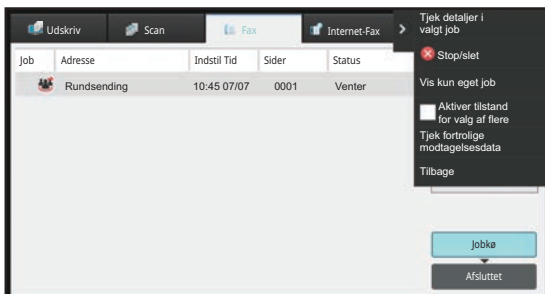 Udskriv
Scan
Fax
Internet-Fax
Job Adresse Indstil Tid Sider Status
Rundsending 10:45 07/07 0001 Venter
Tjek detaljer i
valgt job
Stop/slet
Vis kun eget job
Aktiver tilstand
for valg af flere
Tjek fortrolige
modtagelsesdata
Tilbage
Jobkø
Afsluttet